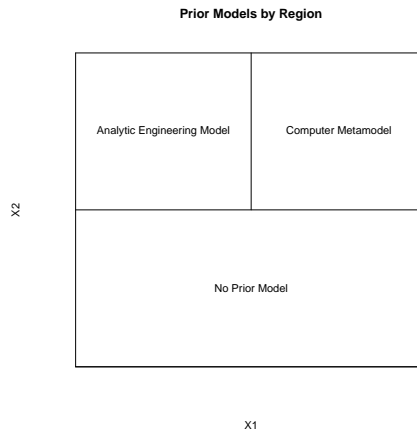 Prior Models by Region
Analytic Engineering Model
Computer Metamodel
X2
No Prior Model
X1